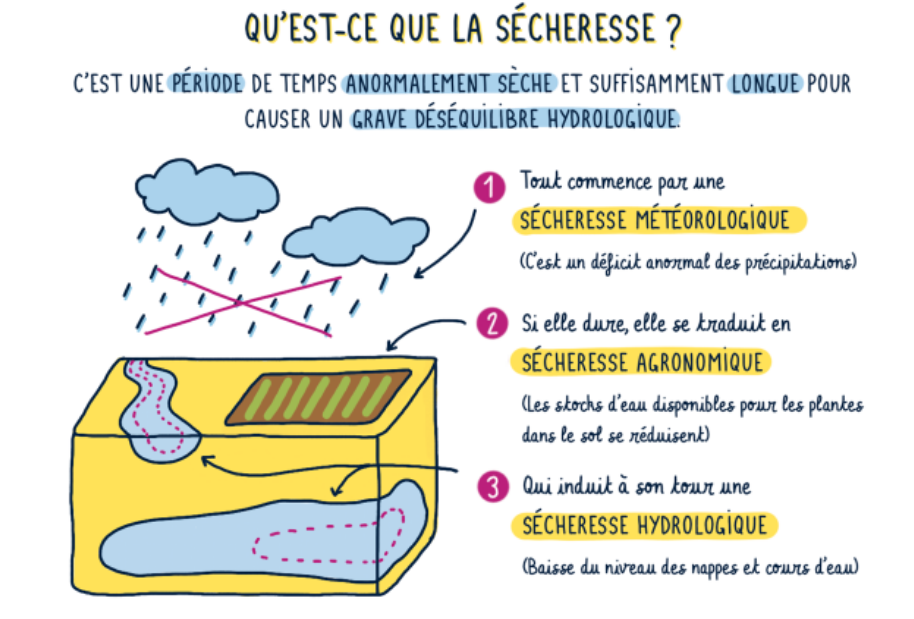 QU'EST-CE QUE LA SÉCHERESSE ?
C'EST UNE PÉRIODE DE TEMPS ANORMALEMENT SÈCHE ET SUFFISAMMENT LONGUE POUR
CAUSER UN GRAVE DÉSÉQUILIBRE HYDROLOGIQUE.
1 Tout commence par une
SÉCHERESSE MÉTÉOROLOGIQUE
(C'est un déficit anormal des précipitations)
2 Si elle dure, elle se traduit en
SÉCHERESSE AGRONOMIQUE
(Les stocks d'eau disponibles pour les plantes
dans le sol se réduisent)
3 Qui induit à son tour une
SÉCHERESSE HYDROLOGIQUE
(Baisse du niveau des nappes et cours d'eau)